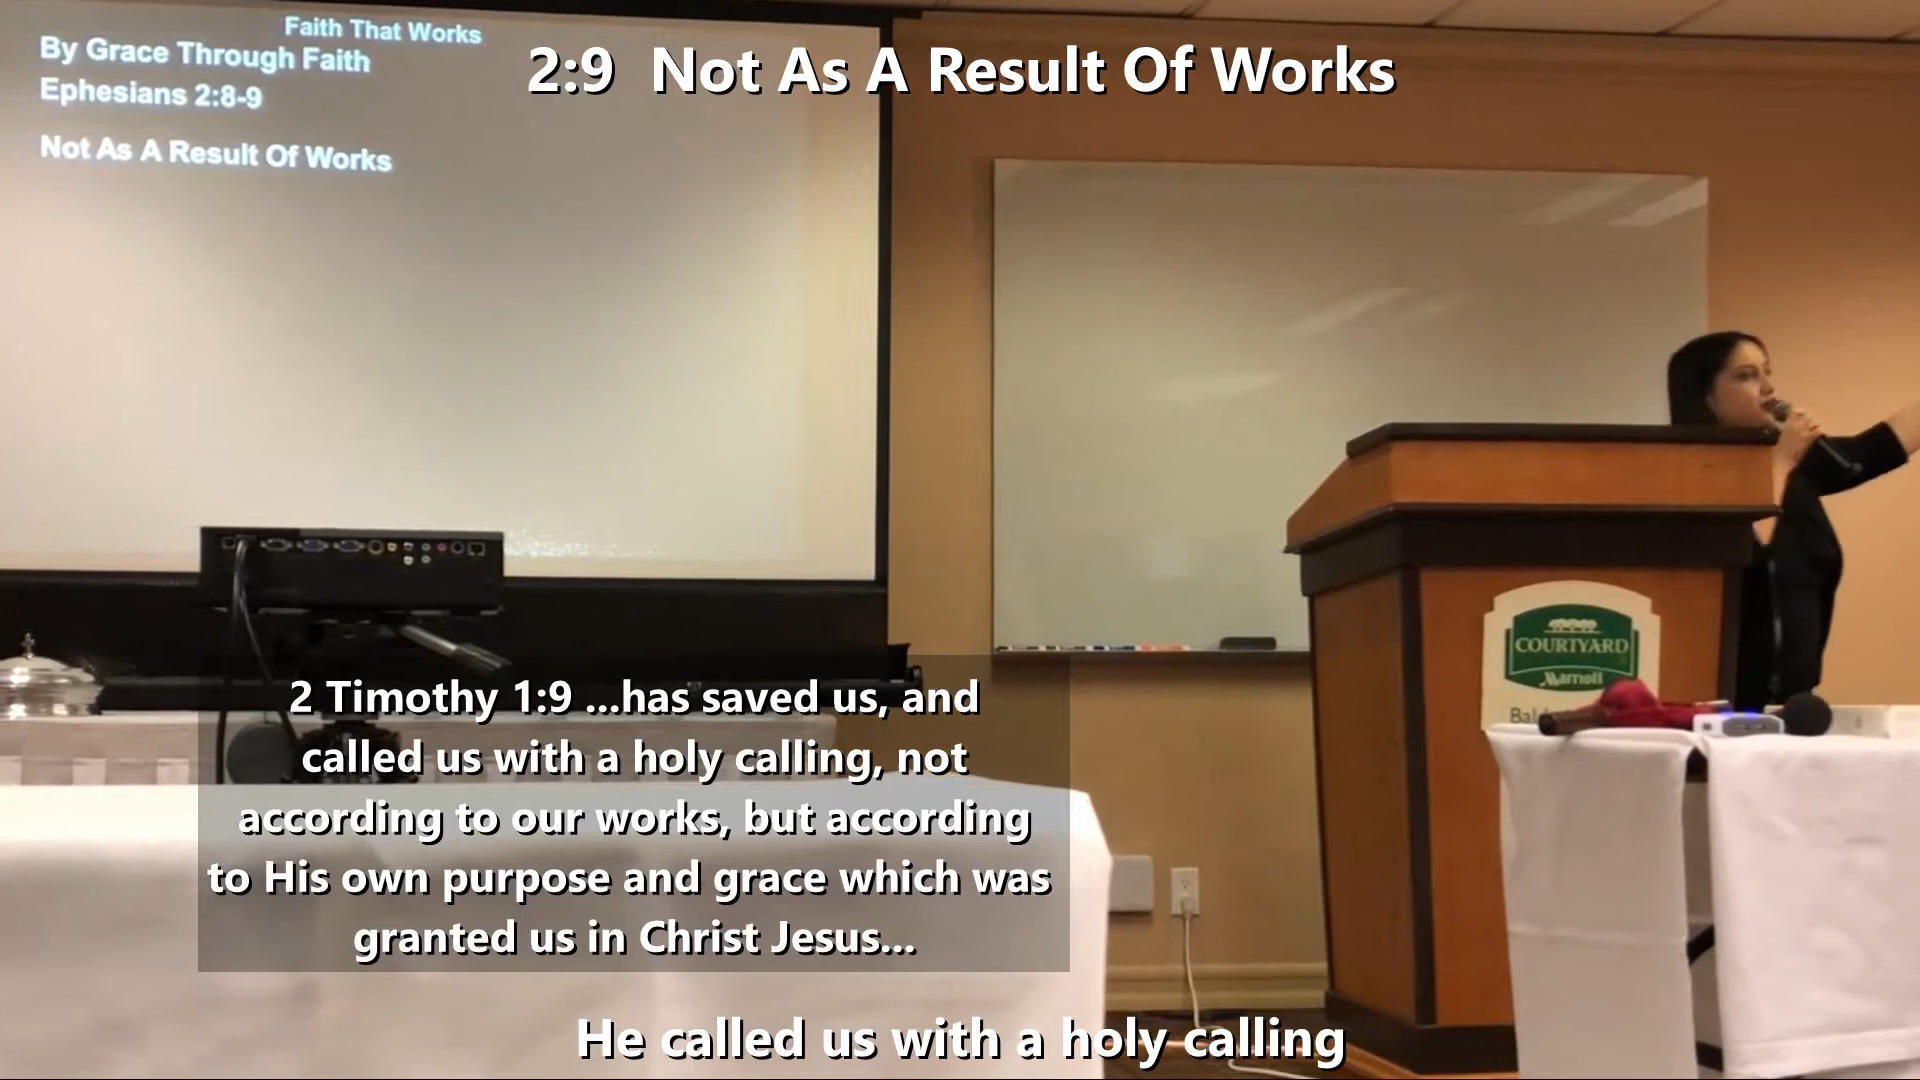 Faith That Works
By Grace Through Faith
Ephesians 2:8-9
Not As A Result Of Works
2:9 Not As A Result Of Works
COURTYARD
Marriott
2 Timothy 1:9 ...has saved us, and
called us with a holy calling, not
according to our works, but according
to His own purpose and grace which was
granted us in Christ Jesus...
He called us with a holy calling